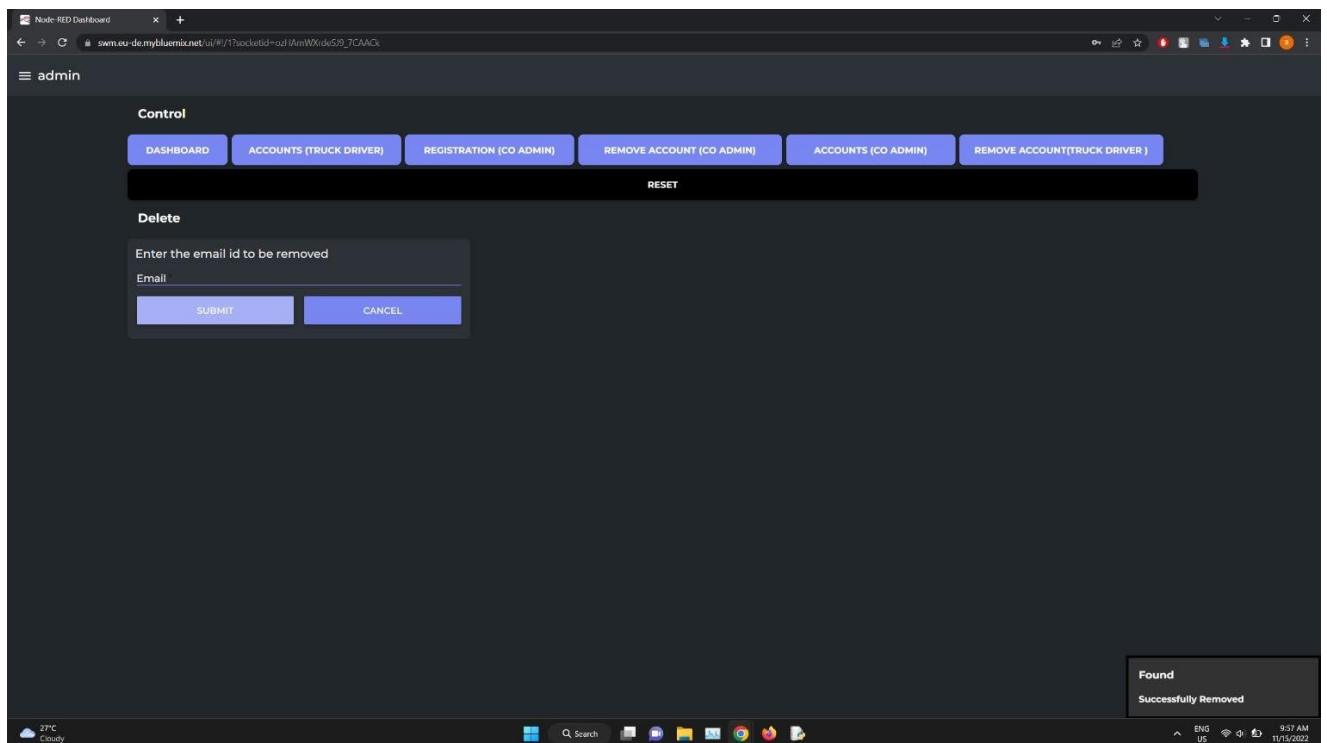 Node-RED Dashboard
swm.eu-de.mybluemix.net/ui/#!/1?socketid=
admin
Control
DASHBOARD ACCOUNTS (TRUCK DRIVER) REGISTRATION (CO ADMIN) REMOVE ACCOUNT (CO ADMIN) ACCOUNTS (CO ADMIN) REMOVE ACCOUNT(TRUCK DRIVER )
RESET
Delete
Enter the email id to be removed
Email
SUBMIT CANCEL
Found
Successfully Removed
27°C
Cloudy
Search
ENG
US
9:57 AM
11/15/2022